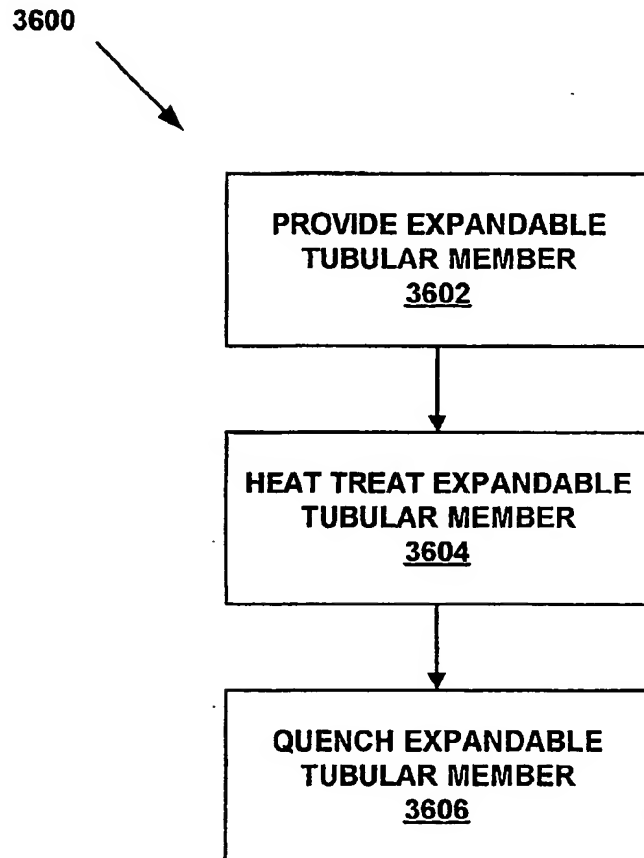 3600
PROVIDE EXPANDABLE
TUBULAR MEMBER
3602
HEAT TREAT EXPANDABLE
TUBULAR MEMBER
3604
QUENCH EXPANDABLE
TUBULAR MEMBER
3606